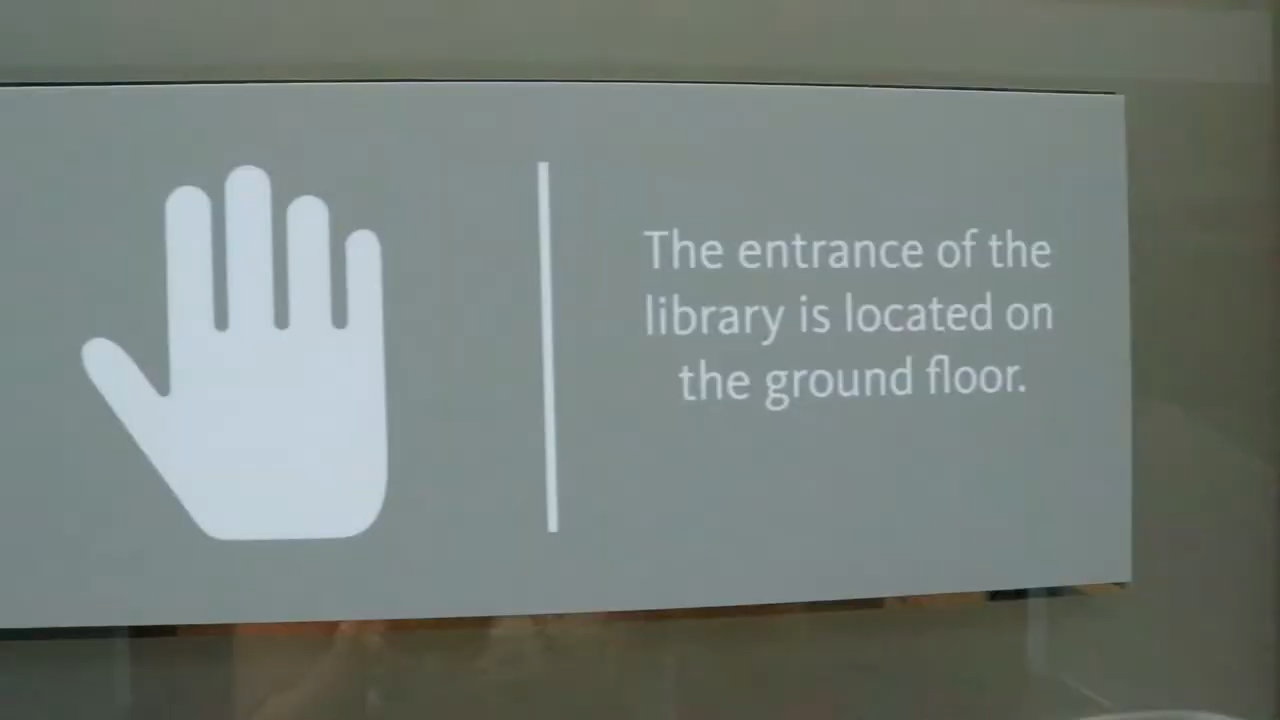 The entrance of the
library is located on
the ground floor.